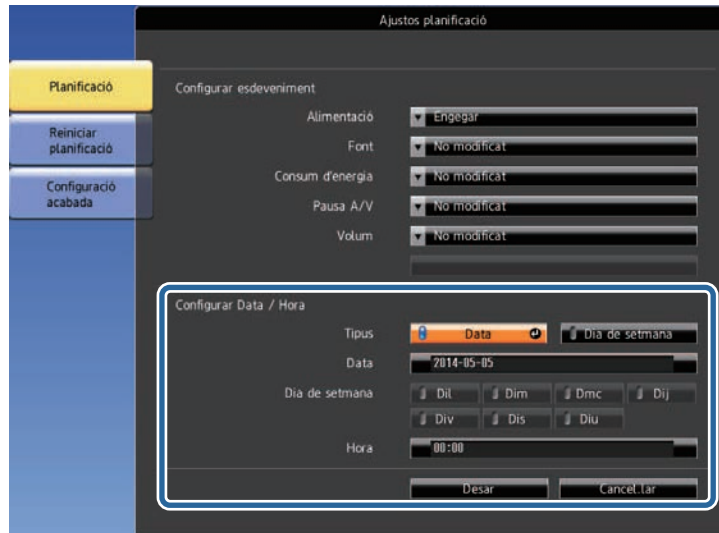 Ajustos planificació
Planificació
Reiniciar
planificació
Configuració
acabada
Configurar esdeveniment
Alimentació Engegar
Font No modificat
Consum d'energia No modificat
Pausa A/V No modificat
Volum No modificat
Configurar Data / Hora
Tipus Data Dia de setmana
Data 2014-05-05
Dia de setmana Dil Dim Dmc Dij
Div Dis Diu
Hora 00:00
Desar Cancel.lar